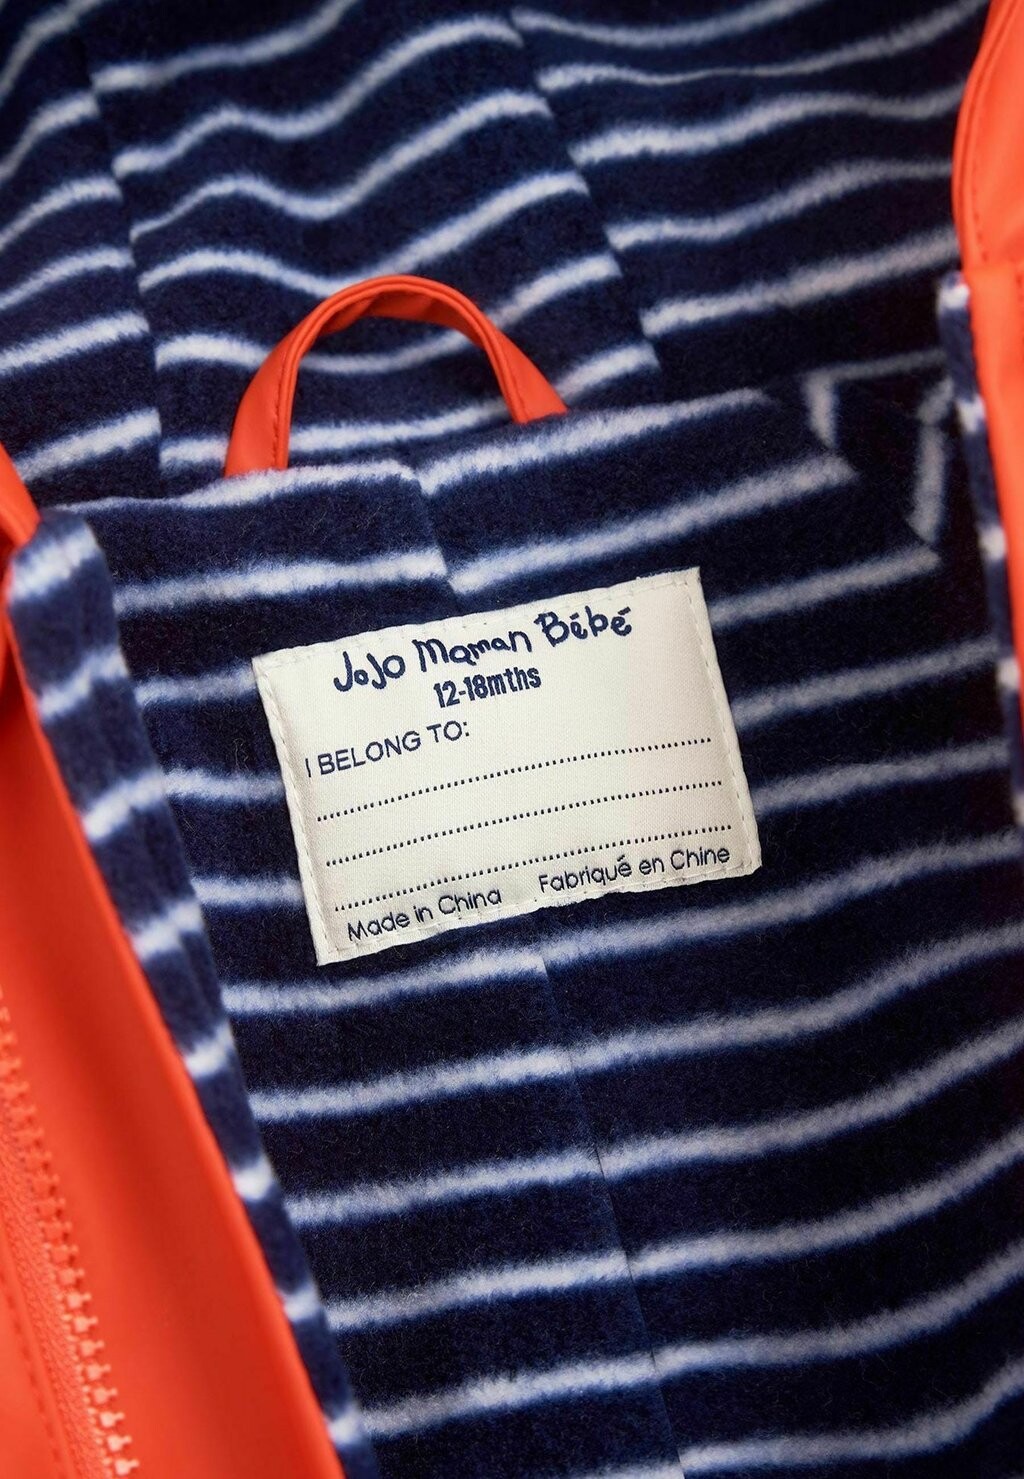 JoJo Maman Bébé
12-18mths
I BELONG TO:
Made in China Fabriqué en Chine